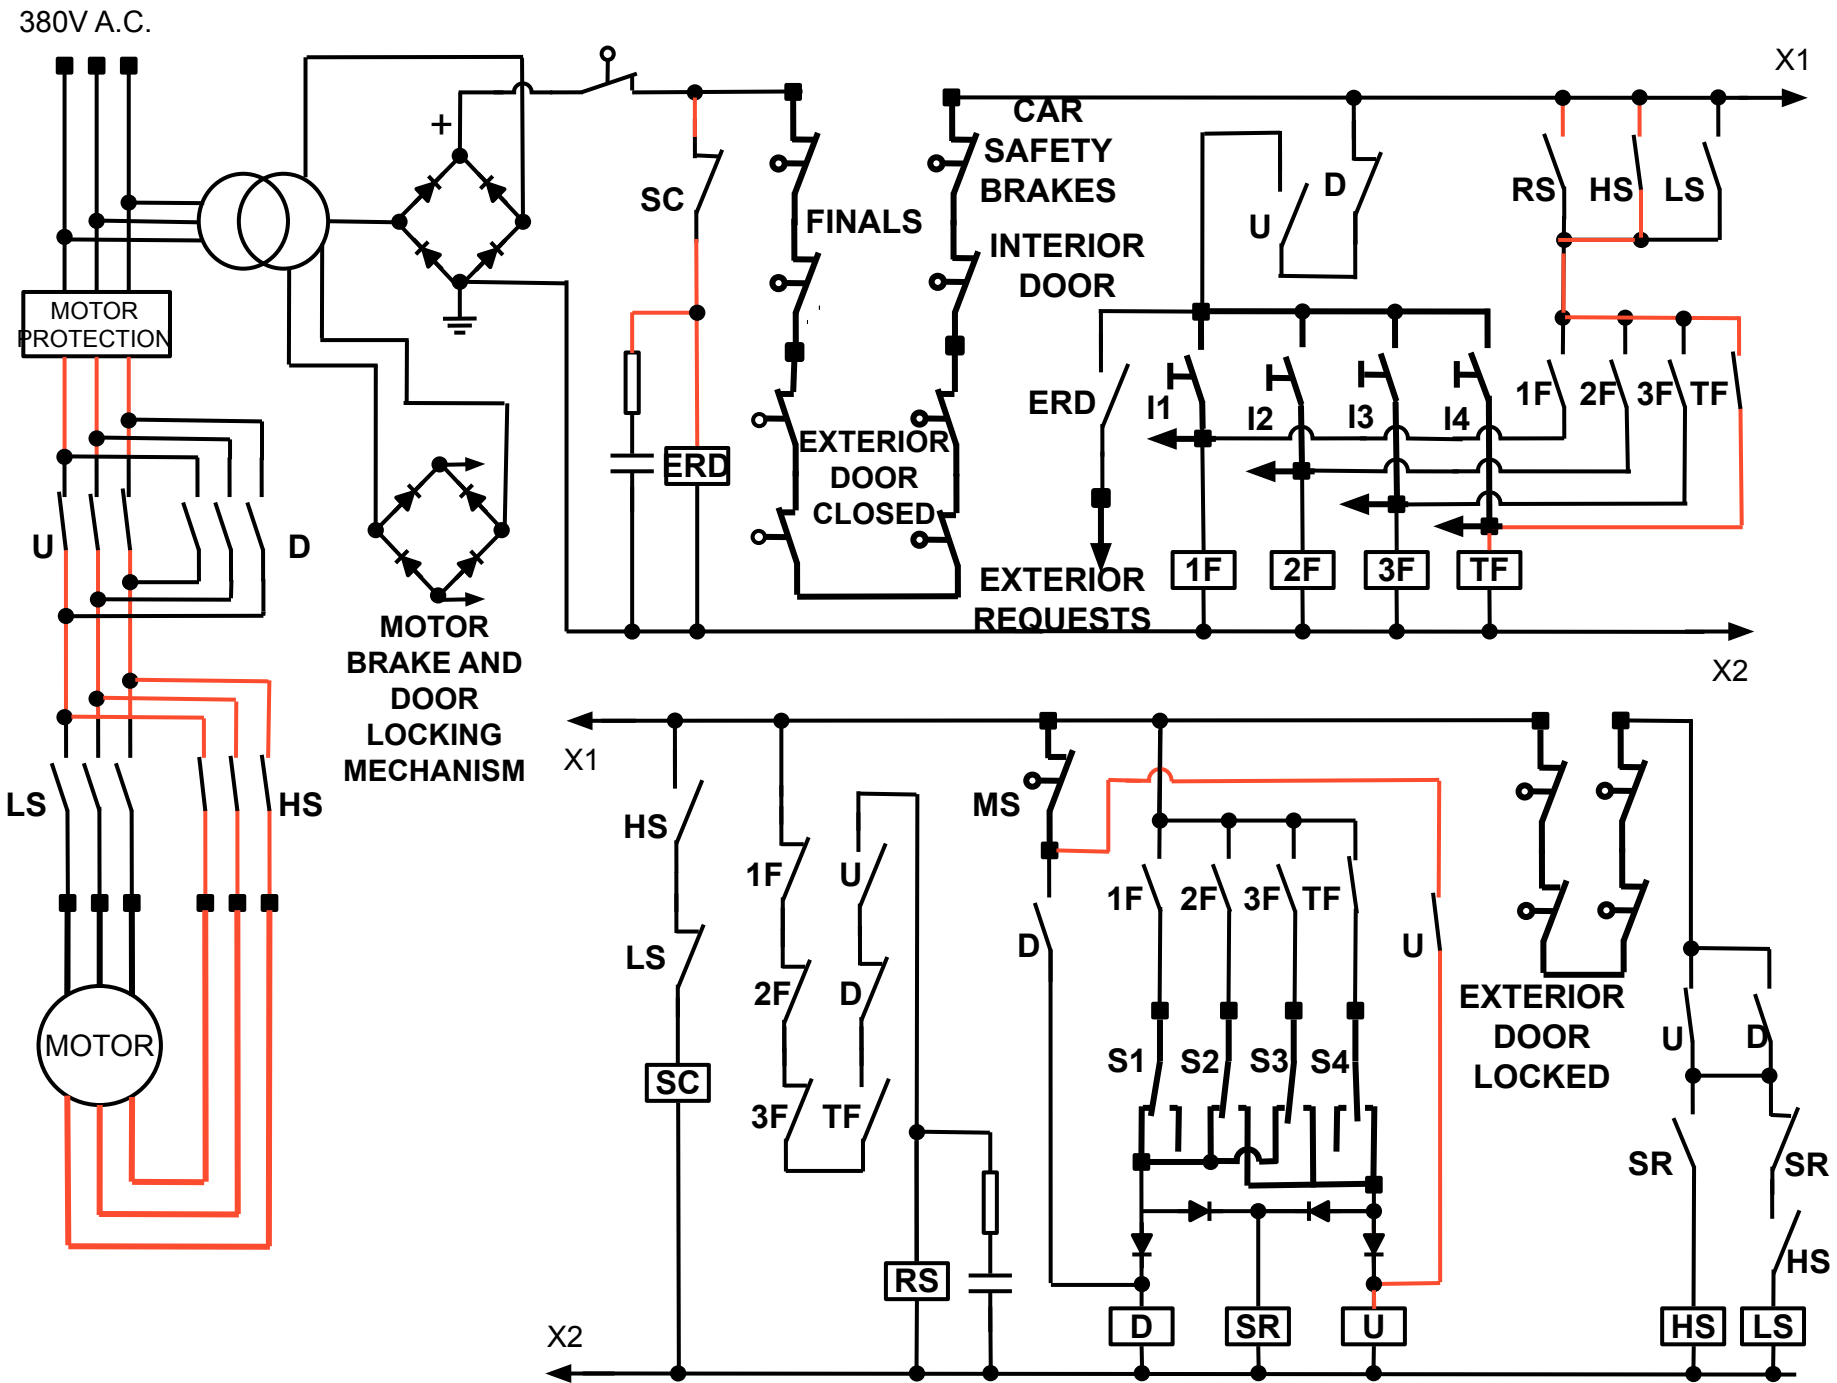 380V A.C.
X1
+
CAR
SAFETY
BRAKES
SC
FINALS
INTERIOR
DOOR
U
D
RS
HS
LS
MOTOR
PROTECTION
ERD
I1
I2
I3
I4
1F
2F
3F
TF
ERD
EXTERIOR
DOOR
CLOSED
U
D
EXTERIOR
REQUESTS
1F
2F
3F
TF
MOTOR
BRAKE AND
DOOR
LOCKING
MECHANISM
X2
X1
LS
HS
HS
MS
1F
U
1F
2F
3F
TF
D
U
LS
2F
D
EXTERIOR
DOOR
LOCKED
U
D
MOTOR
SC
3F
TF
S1
S2
S3
S4
SR
SR
RS
HS
X2
D
SR
U
HS
LS